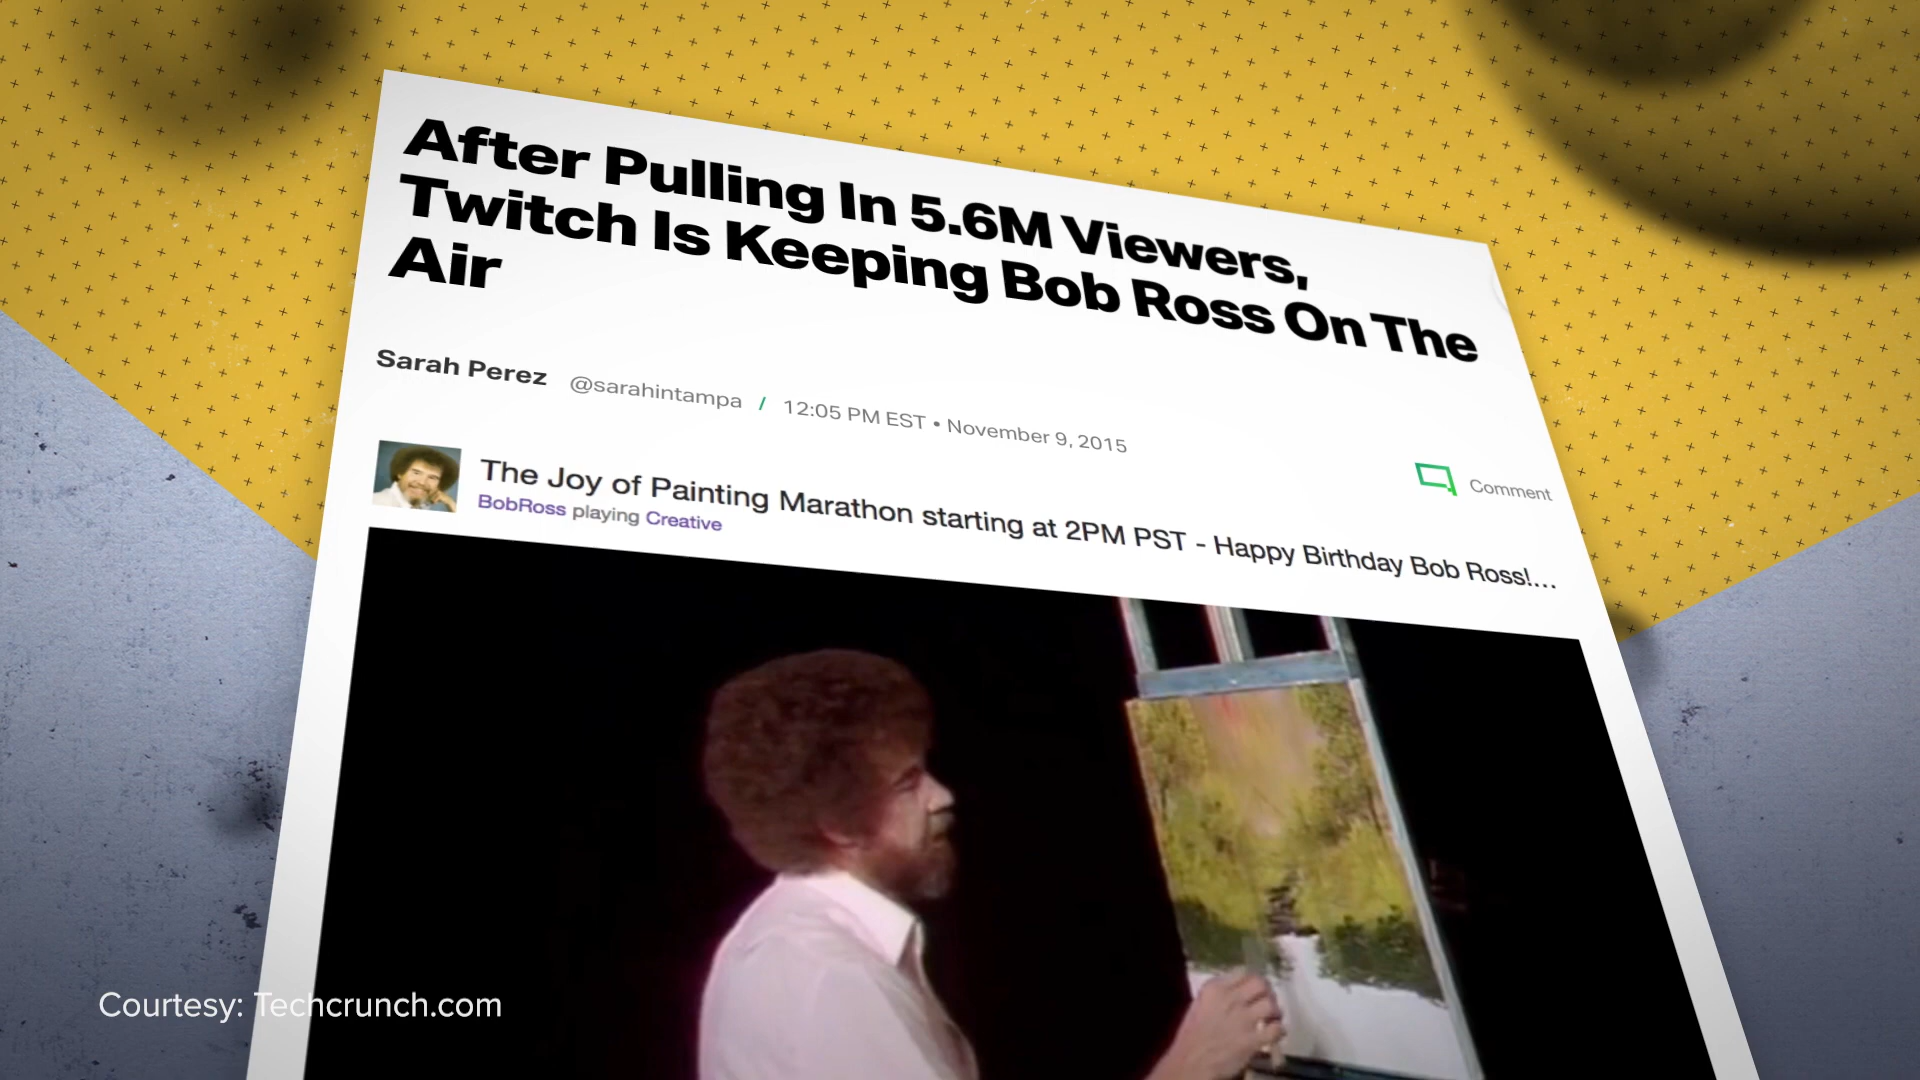 After Pulling In 5.6M Viewers,
Twitch Is Keeping Bob Ross On The
Air
Sarah Perez @sarahintampa / 12:05 PM EST • November 9, 2015
Comment
The Joy of Painting Marathon starting at 2PM PST - Happy Birthday Bob Ross!...
BobRoss playing Creative
Courtesy: Techcrunch.com